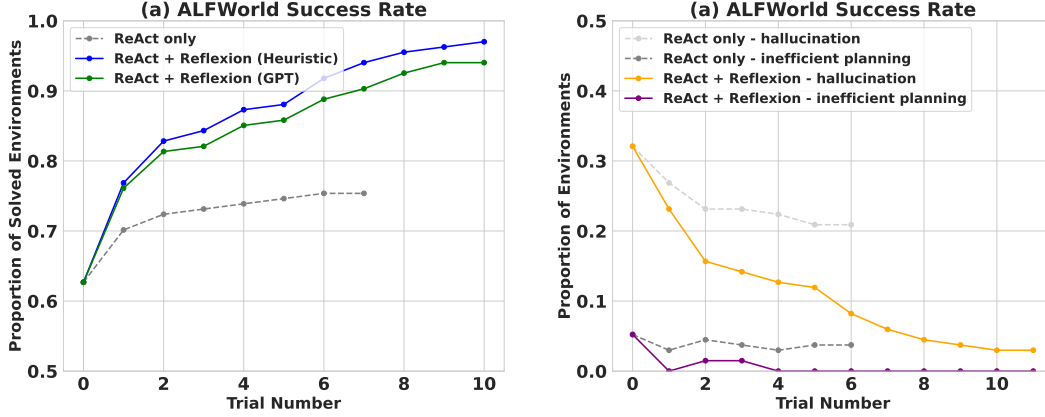 (a) ALFWorld Success Rate
Proportion of Solved Environments
1.0
0.9
0.8
0.7
0.6
0.5
ReAct only
ReAct + Reflexion (Heuristic)
ReAct + Reflexion (GPT)
0 2 4 6 8 10
Trial Number
(a) ALFWorld Success Rate
Proportion of Environments
0.5
0.4
0.3
0.2
0.1
0.0
ReAct only - hallucination
ReAct only - inefficient planning
ReAct + Reflexion - hallucination
ReAct + Reflexion - inefficient planning
0 2 4 6 8 10
Trial Number